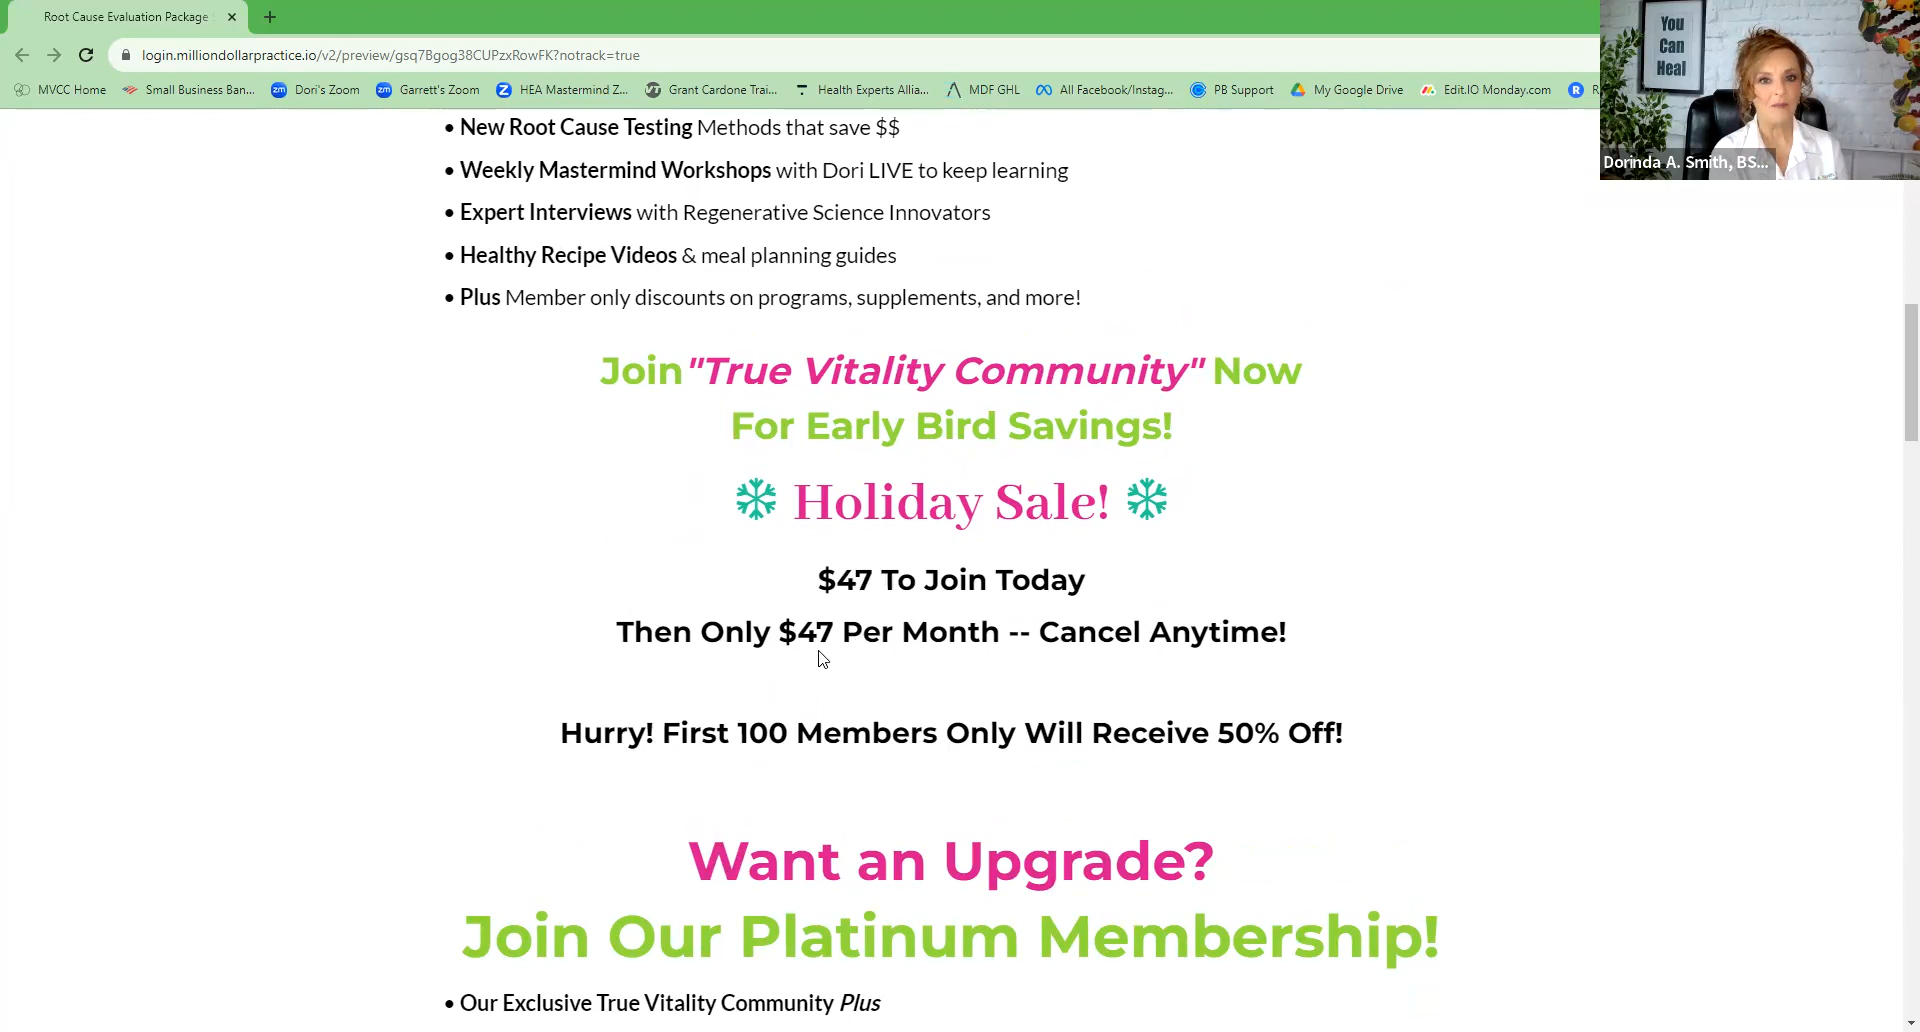 Root Cause Evaluation Package
login.milliondollarpractice.io/v2/preview/gsq7Bgog38CUPzxRowFK?notrack=true
MVCC Home Small Business Ban... Dori's Zoom Garrett's Zoom HEA Mastermind Z... Grant Cardone Trai... Health Experts Allia... MDF GHL All Facebook/Instag... PB Support My Google Drive Edit.IO Monday.com
You
Can
Heal
Dorinda A. Smith, BS...
• New Root Cause Testing Methods that save $$
• Weekly Mastermind Workshops with Dori LIVE to keep learning
• Expert Interviews with Regenerative Science Innovators
• Healthy Recipe Videos & meal planning guides
• Plus Member only discounts on programs, supplements, and more!
Join "True Vitality Community" Now
For Early Bird Savings!
Holiday Sale!
$47 To Join Today
Then Only $47 Per Month -- Cancel Anytime!
Hurry! First 100 Members Only Will Receive 50% Off!
Want an Upgrade?
Join Our Platinum Membership!
• Our Exclusive True Vitality Community Plus